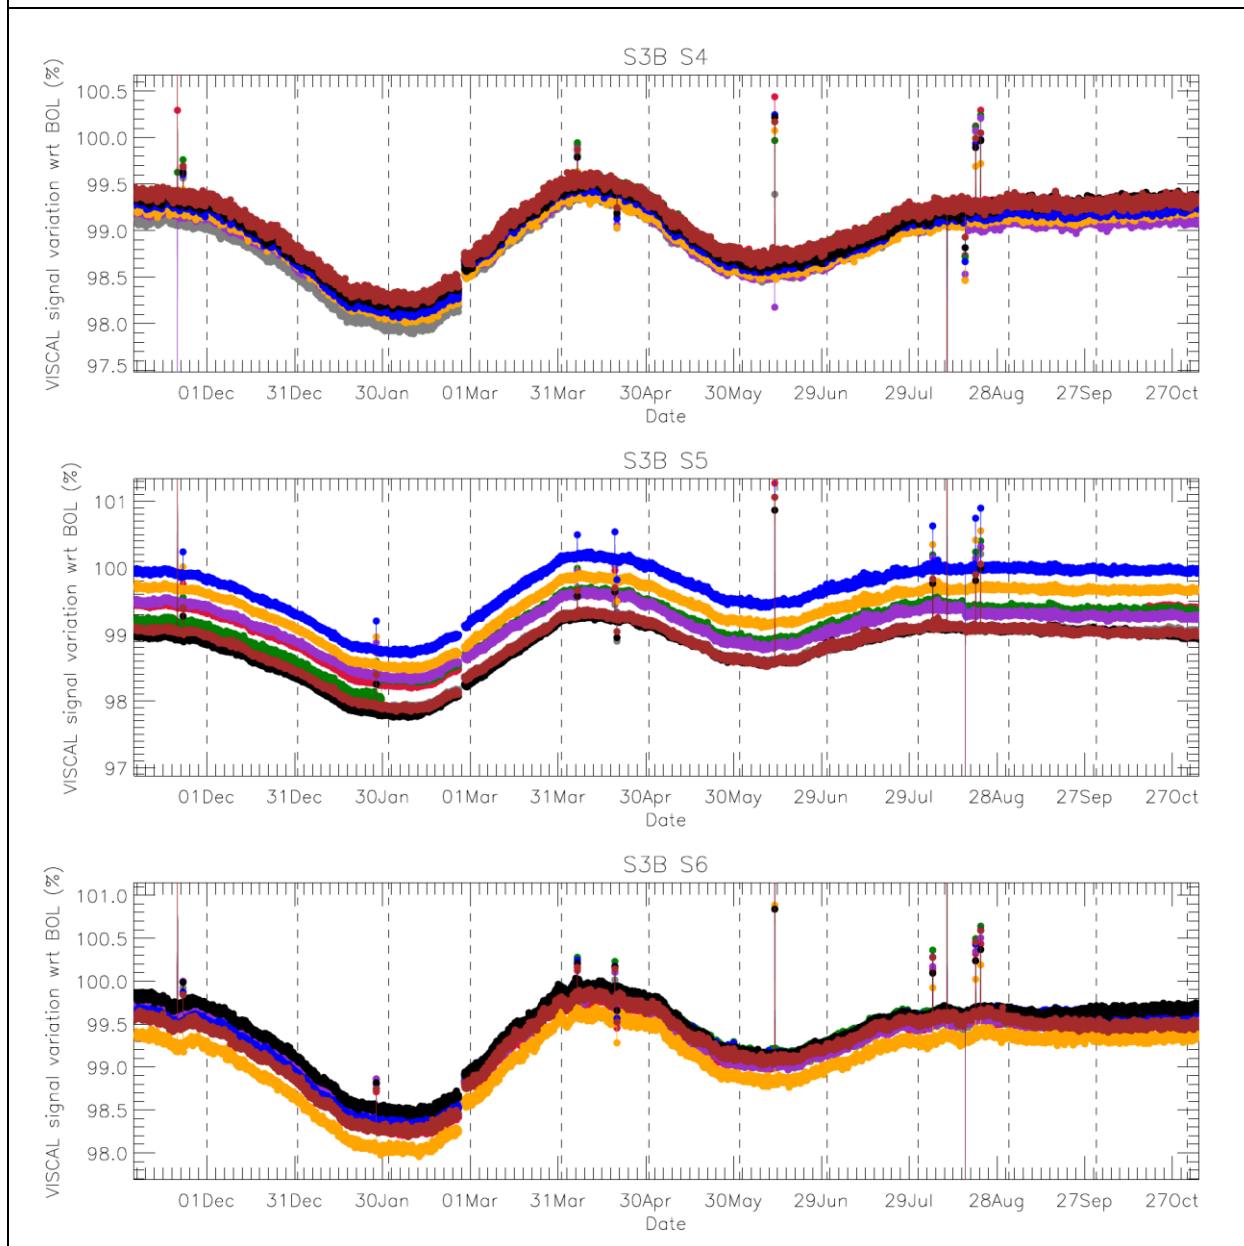 S3B S4
VISCAL signal variation wrt BOL (%)
100.5
100.0
99.5
99.0
98.5
98.0
97.5
01Dec 31Dec 30Jan 01Mar 31Mar 30Apr 30May 29Jun 29Jul 28Aug 27Sep 27Oct
Date
S3B S5
VISCAL signal variation wrt BOL (%)
101
100
99
98
97
01Dec 31Dec 30Jan 01Mar 31Mar 30Apr 30May 29Jun 29Jul 28Aug 27Sep 27Oct
Date
S3B S6
VISCAL signal variation wrt BOL (%)
101.0
100.5
100.0
99.5
99.0
98.5
98.0
01Dec 31Dec 30Jan 01Mar 31Mar 30Apr 30May 29Jun 29Jul 28Aug 27Sep 27Oct
Date